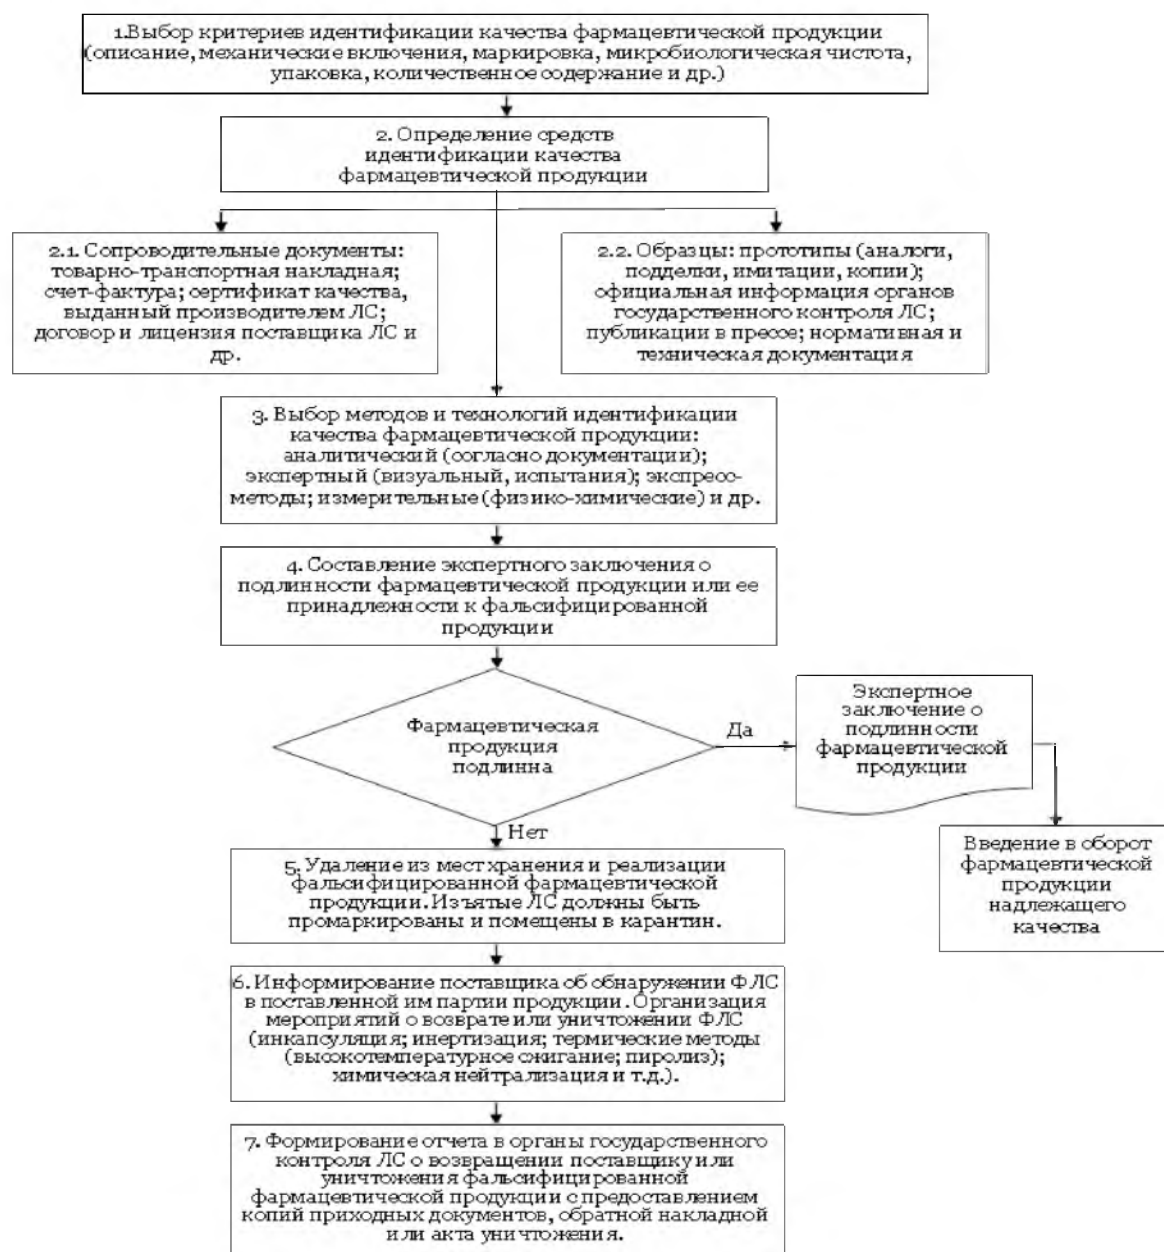 1.Выбор критериев идентификации качества фармацевтической продукции
(описание, механические включения, маркировка, микробиологическая чистота,
упаковка, количественное содержание и др.)
2. Определение средств
идентификации качества
фармацевтической продукции
2.1. Сопроводительные документы:
товарно-транспортная накладная;
счет-фактура; сертификат качества,
выданный производителем ЛС;
договор и лицензия поставщика ЛС и
др.
2.2. Образцы: прототипы (аналоги,
подделки, имитации, копии);
официальная информация органов
государственного контроля ЛС;
публикации в прессе; нормативная и
техническая документация
3. Выбор методов и технологий идентификации
качества фармацевтической продукции:
аналитический (согласно документации);
экспертный (визуальный, испытания); экспресс-
методы; измерительные (физико-химические) и др.
4. Составление экспертного заключения о
подлинности фармацевтической продукции или ее
принадлежности к фальсифицированной
продукции
Фармацевтическая
продукция
подлинна
Да
Экспертное
заключение о
подлинности
фармацевтической
продукции
Нет
Введение в оборот
фармацевтической
продукции
надлежащего
качества
5. Удаление из мест хранения и реализации
фальсифицированной фармацевтической
продукции. Изъятые ЛС должны быть
промаркированы и помещены в карантин.
6. Информирование поставщика об обнаружении ФЛС
в поставленной им партии продукции. Организация
мероприятий о возврате или уничтожении ФЛС
(инкапсуляция; инертизация; термические методы
(высокотемпературное сжигание; пиролиз);
химическая нейтрализация и т.д.).
7. Формирование отчета в органы государственного
контроля ЛС о возвращении поставщику или
уничтожения фальсифицированной
фармацевтической продукции с предоставлением
копий приходных документов, обратной накладной
или акта уничтожения.